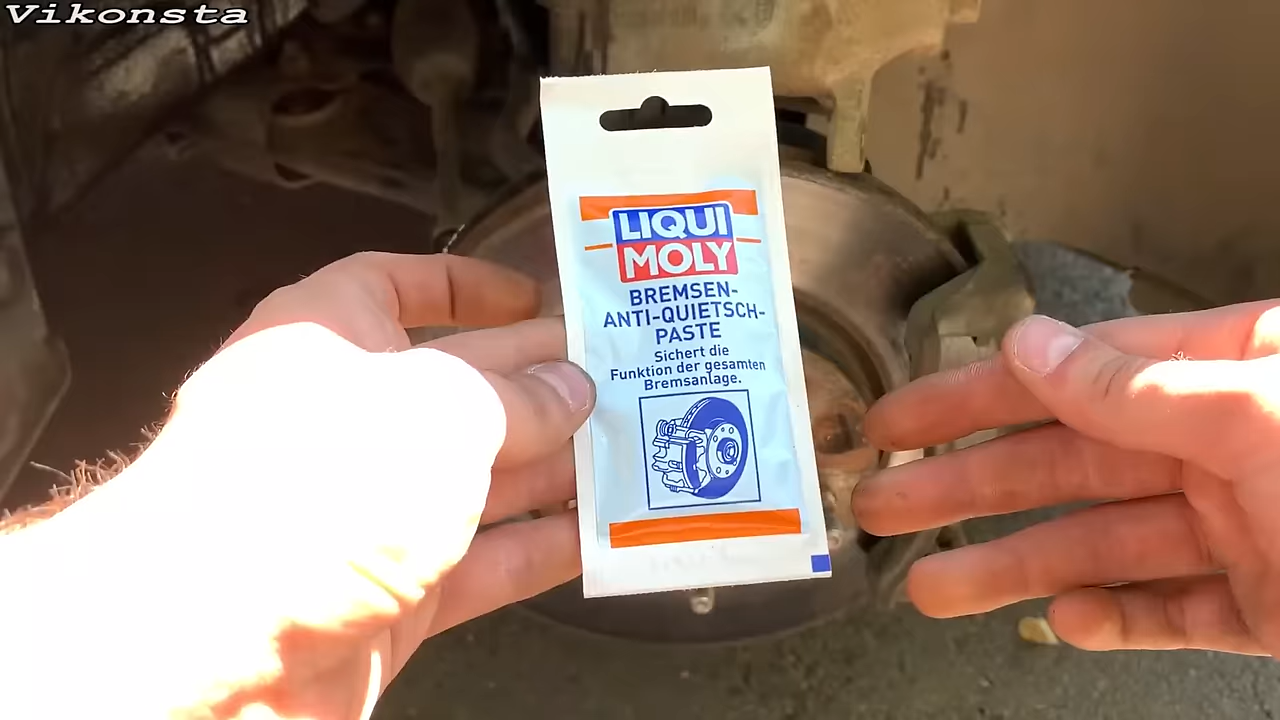 Vikonsta
LIQUI
MOLY
BREMSEN-
ANTI-QUIETSCH-
PASTE
Sichert die
Funktion der gesamten
Bremsanlage.